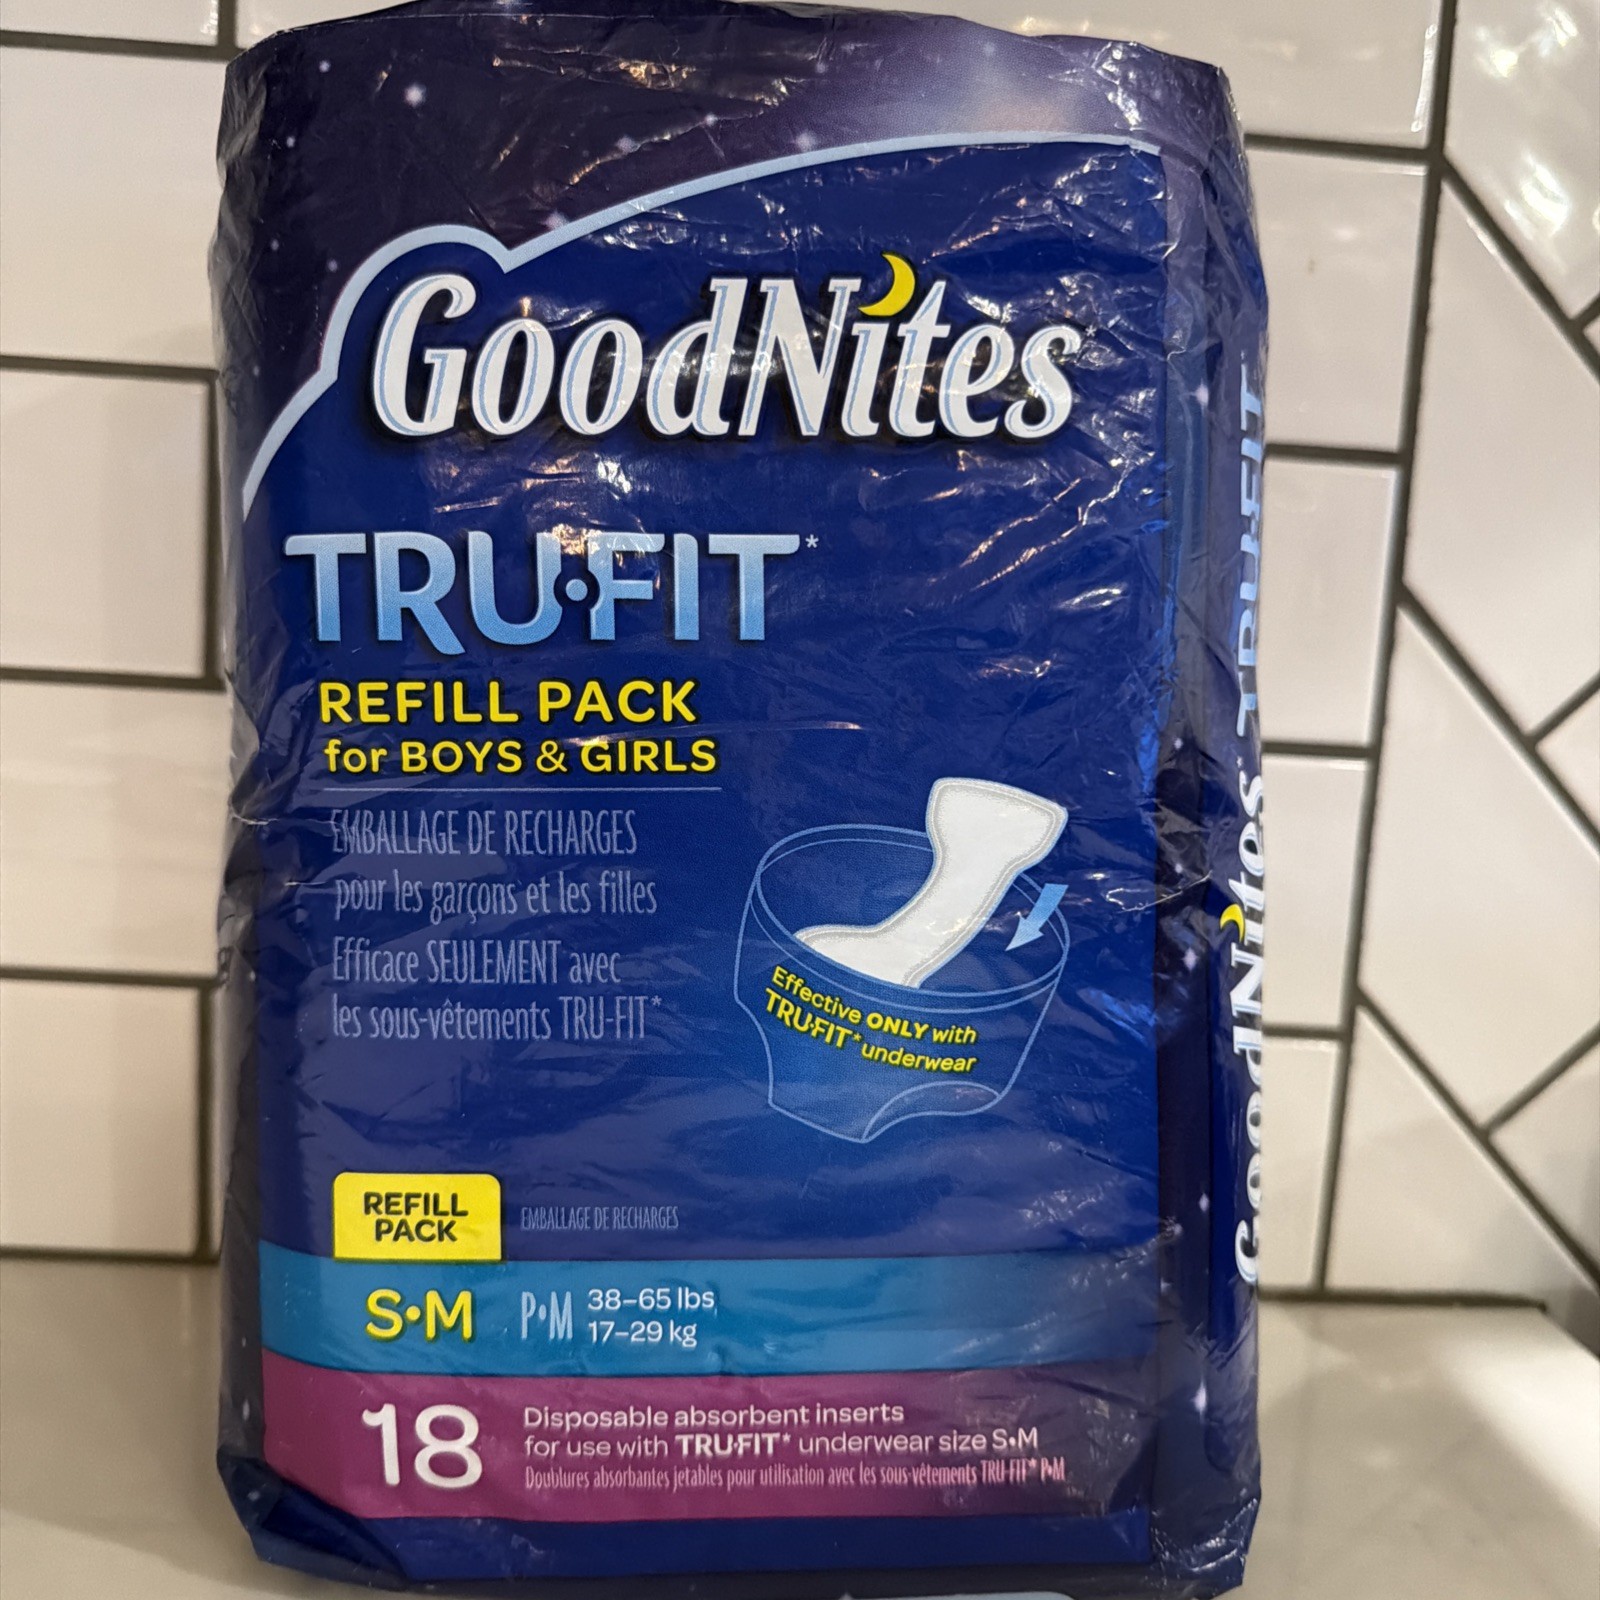 GoodNites*
TRU•FIT*
REFILL PACK
for BOYS & GIRLS
EMBALLAGE DE RECHARGES
pour les garçons et les filles
Efficace SEULEMENT avec
les sous-vêtements TRU-FIT*
Effective ONLY with
TRU•FIT* underwear
REFILL
PACK
EMBALLAGE DE RECHARGES
S•M P•M 38–65 lbs
17–29 kg
18 Disposable absorbent inserts
for use with TRU•FIT* underwear size S•M
Doublures absorbantes jetables pour utilisation avec les sous-vêtements TRU-FIT* P•M
GoodNites* TRU•FIT*